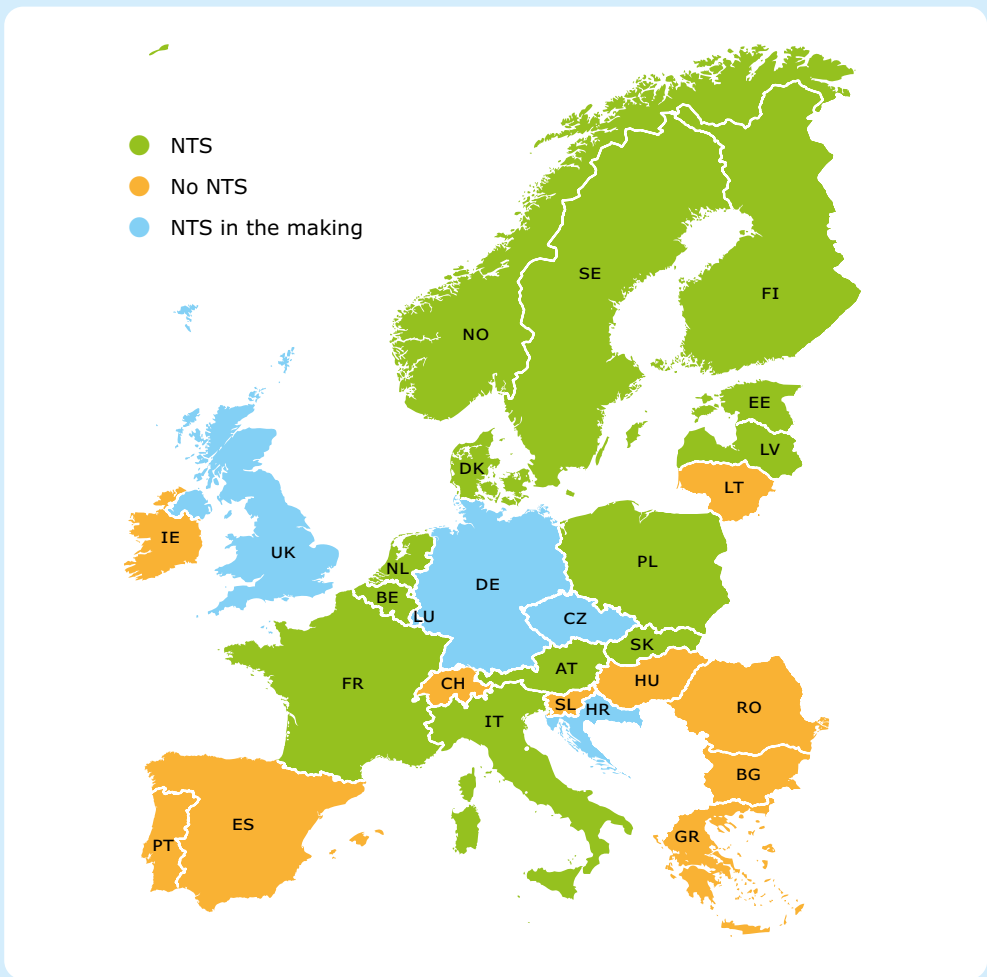 NTS
No NTS
NTS in the making
SE
FI
NO
EE
LV
DK
LT
IE
UK
NL
PL
DE
BE
LU
CZ
SK
AT
FR
CH
HU
SL
HR
RO
IT
BG
ES
GR
PT